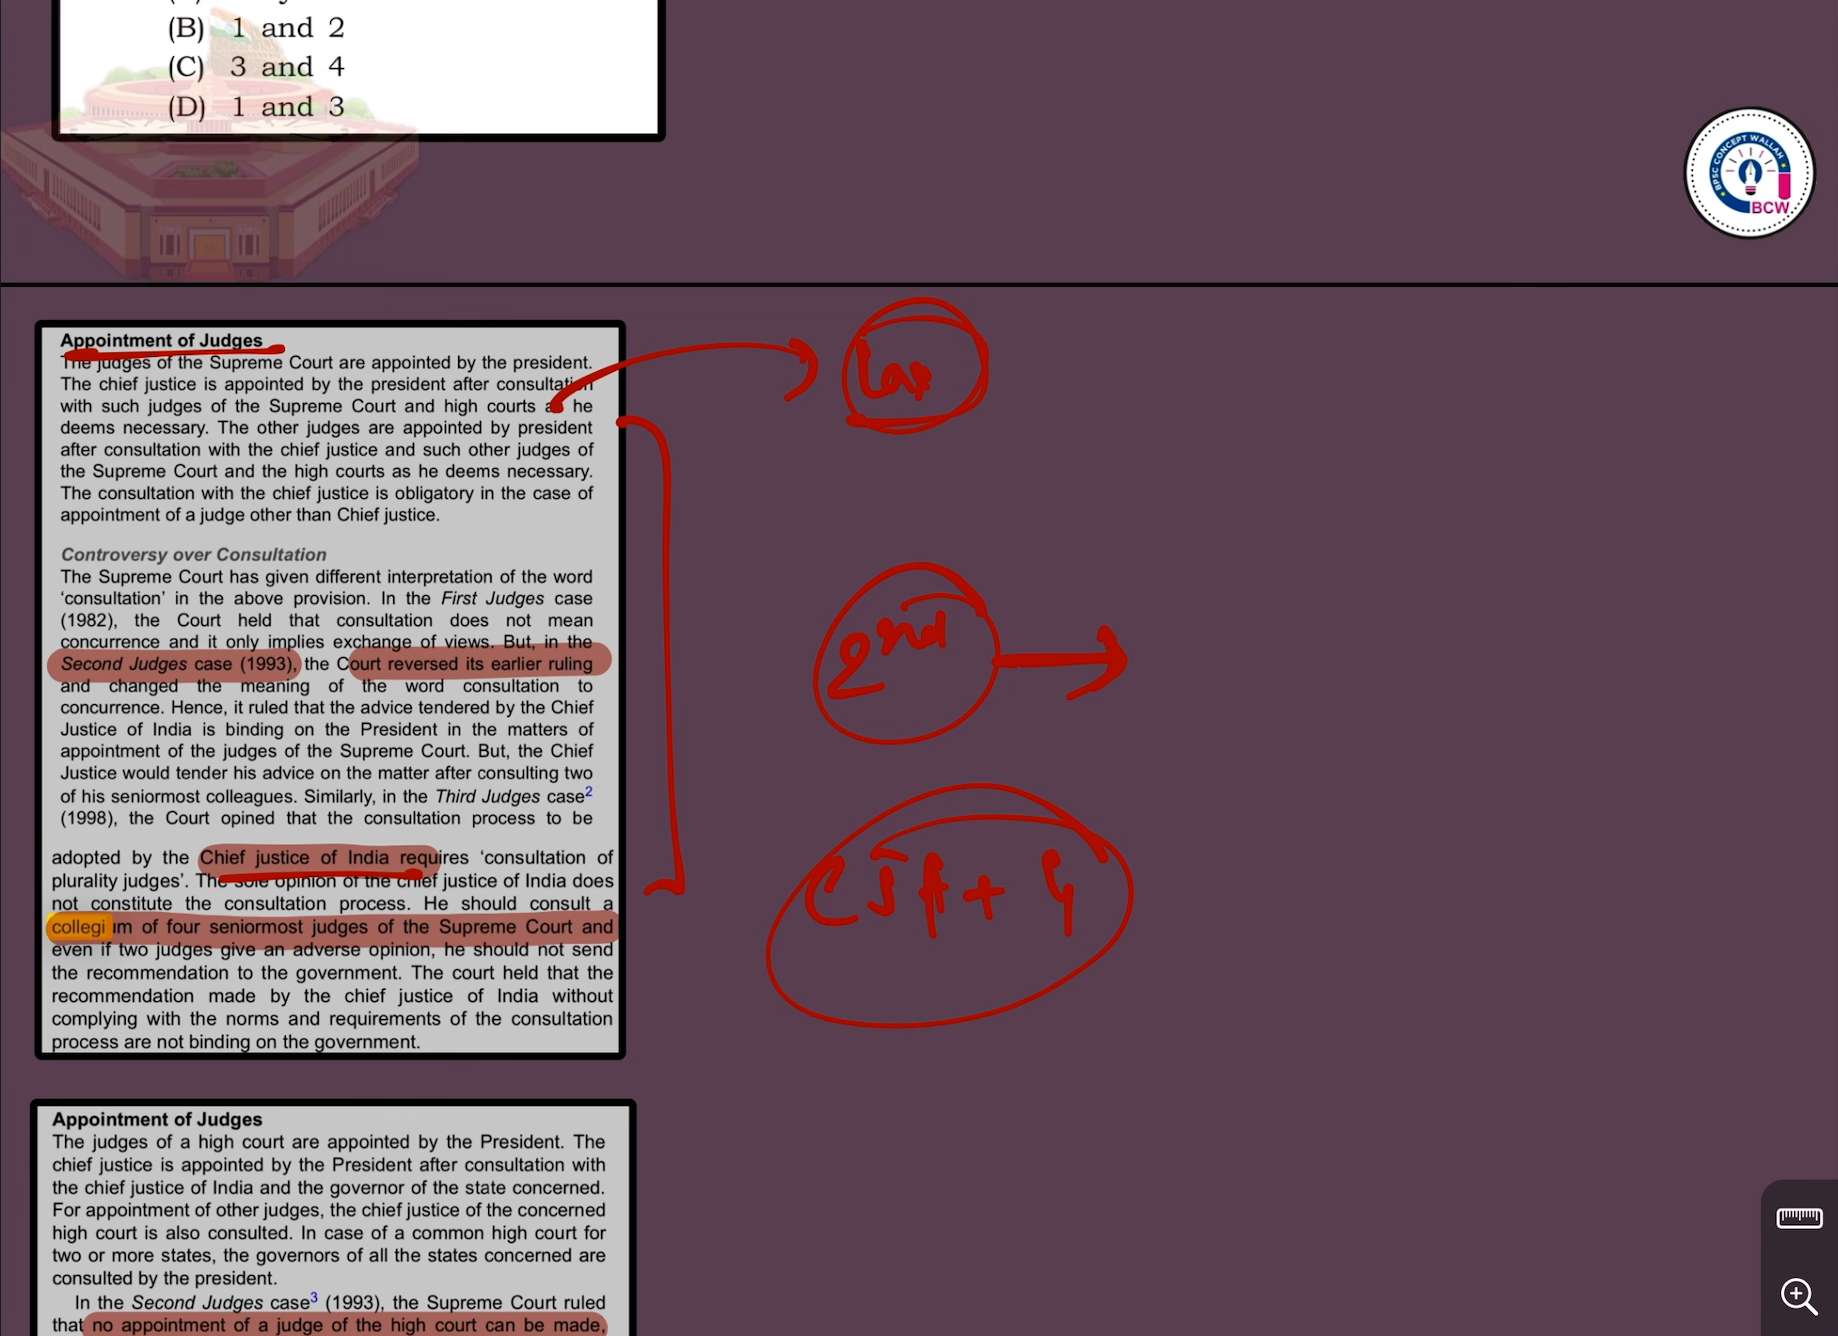 (B) 1 and 2
(C) 3 and 4
(D) 1 and 3
BPSC CONCEPT WALLAH
BCW
Appointment of Judges
The judges of the Supreme Court are appointed by the president.
The chief justice is appointed by the president after consultation
with such judges of the Supreme Court and high courts as he
deems necessary. The other judges are appointed by president
after consultation with the chief justice and such other judges of
the Supreme Court and the high courts as he deems necessary.
The consultation with the chief justice is obligatory in the case of
appointment of a judge other than Chief justice.
Controversy over Consultation
The Supreme Court has given different interpretation of the word
‘consultation’ in the above provision. In the First Judges case
(1982), the Court held that consultation does not mean
concurrence and it only implies exchange of views. But, in the
Second Judges case (1993), the Court reversed its earlier ruling
and changed the meaning of the word consultation to
concurrence. Hence, it ruled that the advice tendered by the Chief
Justice of India is binding on the President in the matters of
appointment of the judges of the Supreme Court. But, the Chief
Justice would tender his advice on the matter after consulting two
of his seniormost colleagues. Similarly, in the Third Judges case2
(1998), the Court opined that the consultation process to be
adopted by the Chief justice of India requires ‘consultation of
plurality judges’. The sole opinion of the chief justice of India does
not constitute the consultation process. He should consult a
collegium of four seniormost judges of the Supreme Court and
even if two judges give an adverse opinion, he should not send
the recommendation to the government. The court held that the
recommendation made by the chief justice of India without
complying with the norms and requirements of the consultation
process are not binding on the government.
2nd
CJI + 4
Appointment of Judges
The judges of a high court are appointed by the President. The
chief justice is appointed by the President after consultation with
the chief justice of India and the governor of the state concerned.
For appointment of other judges, the chief justice of the concerned
high court is also consulted. In case of a common high court for
two or more states, the governors of all the states concerned are
consulted by the president.
In the Second Judges case3 (1993), the Supreme Court ruled
that no appointment of a judge of the high court can be made,